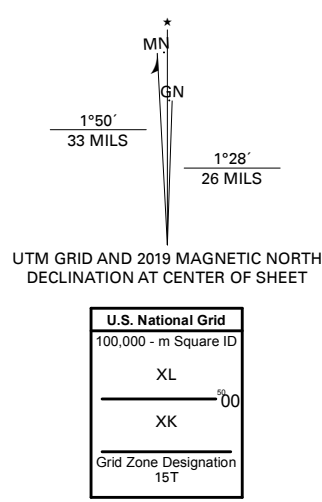 MN
GN
1°50´
33 MILS
1°28´
26 MILS
UTM GRID AND 2019 MAGNETIC NORTH
DECLINATION AT CENTER OF SHEET
U.S. National Grid
100,000 - m Square ID
XL
50
00
XK
Grid Zone Designation
15T